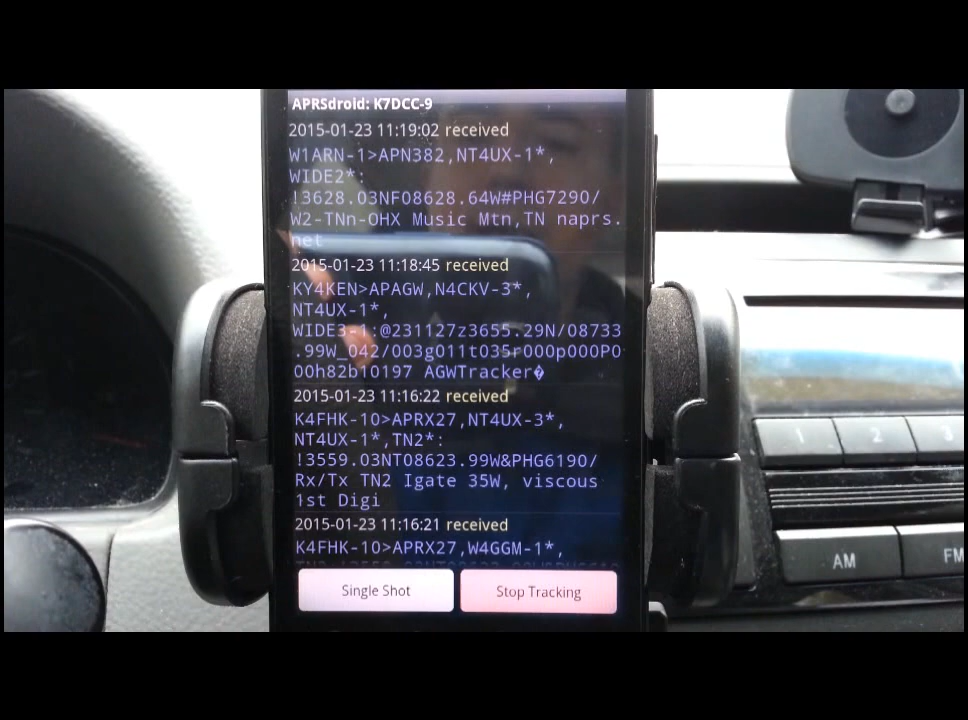 APRSdroid: K7DCC-9
2015-01-23 11:19:02 received
W1ARN-1>APN382,NT4UX-1*,
WIDE2*:
!3628.03NF08628.64W#PHG7290/
W2-TNn-OHX Music Mtn,TN naprs.
net
2015-01-23 11:18:45 received
KY4KEN>APAGW,N4CKV-3*,
NT4UX-1*,
WIDE3-1:@231127z3655.29N/08733
.99W_042/003g011t035r000p000P0
00h82b10197 AGWTracker�
2015-01-23 11:16:22 received
K4FHK-10>APRX27,NT4UX-3*,
NT4UX-1*,TN2*:
!3559.03NT08623.99W&PHG6190/
Rx/Tx TN2 Igate 35W, viscous
1st Digi
2015-01-23 11:16:21 received
K4FHK-10>APRX27,W4GGM-1*,
Single Shot
Stop Tracking
1
2
3
AM
FM